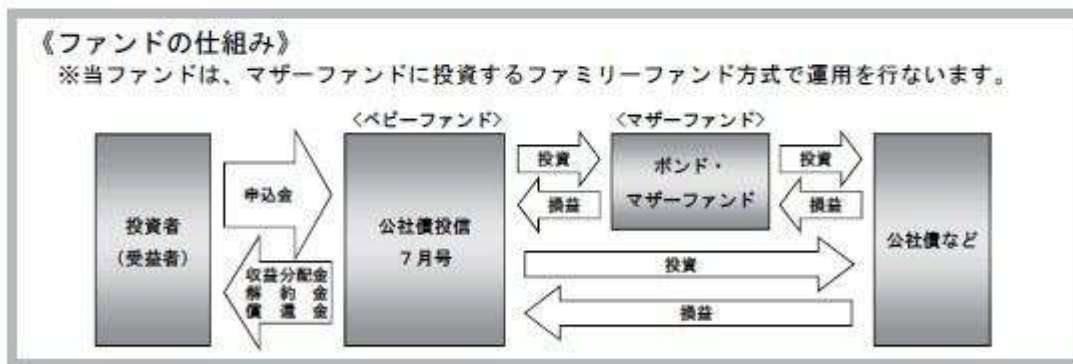 《ファンドの仕組み》
※当ファンドは、マザーファンドに投資するファミリーファンド方式で運用を行ないます。
〈ベビーファンド〉
〈マザーファンド〉
投資者
（受益者）
申込金
収益分配金
解約金
償還金
公社債投信
7月号
投資
損益
ボンド・
マザーファンド
投資
損益
投資
損益
公社債など